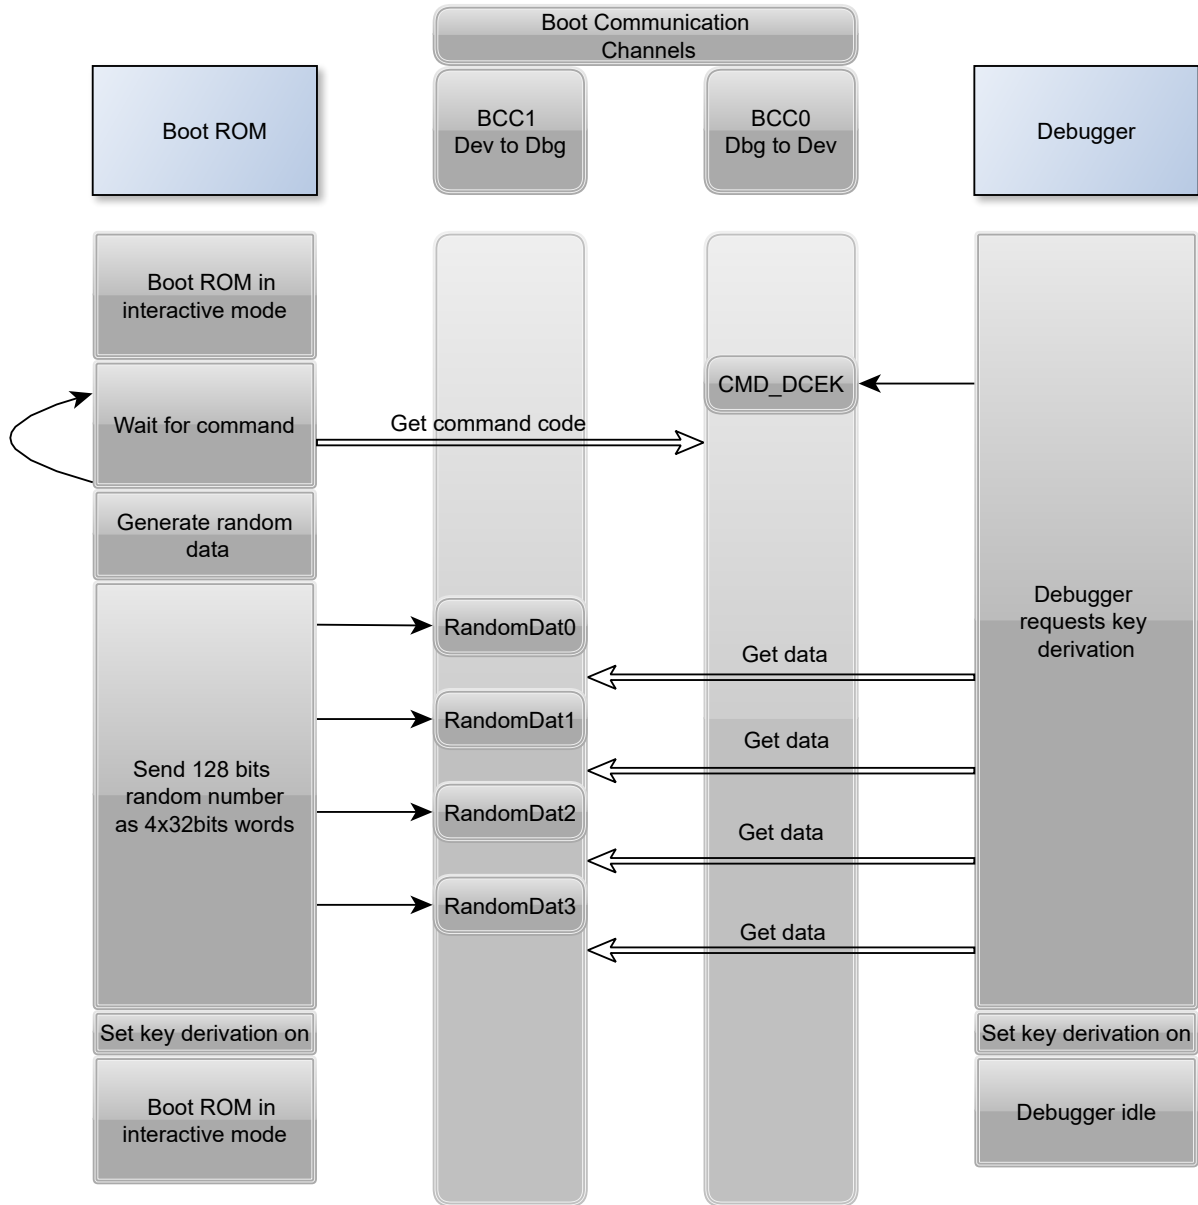 Boot Communication
Channels
Boot ROM
BCC1
Dev to Dbg
BCC0
Dbg to Dev
Debugger
Boot ROM in
interactive mode
CMD_DCEK
Wait for command
Get command code
Generate random
data
RandomDat0
Debugger
requests key
derivation
Get data
RandomDat1
Get data
Send 128 bits
random number
as 4x32bits words
RandomDat2
Get data
RandomDat3
Get data
Set key derivation on
Set key derivation on
Boot ROM in
interactive mode
Debugger idle